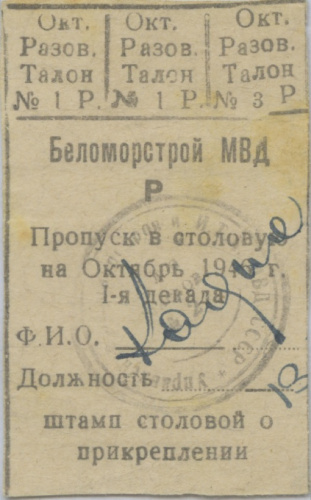 Окт. Окт. Окт.
Разов. Разов. Разов.
Талон Талон Талон
№ 1 Р. № 1 Р. № 3 Р
Беломорстрой МВД
Р
Пропуск в столовую
на Октябрь г.
1-я декада
Ф.И.О.
Должность
штамп столовой о
прикреплении